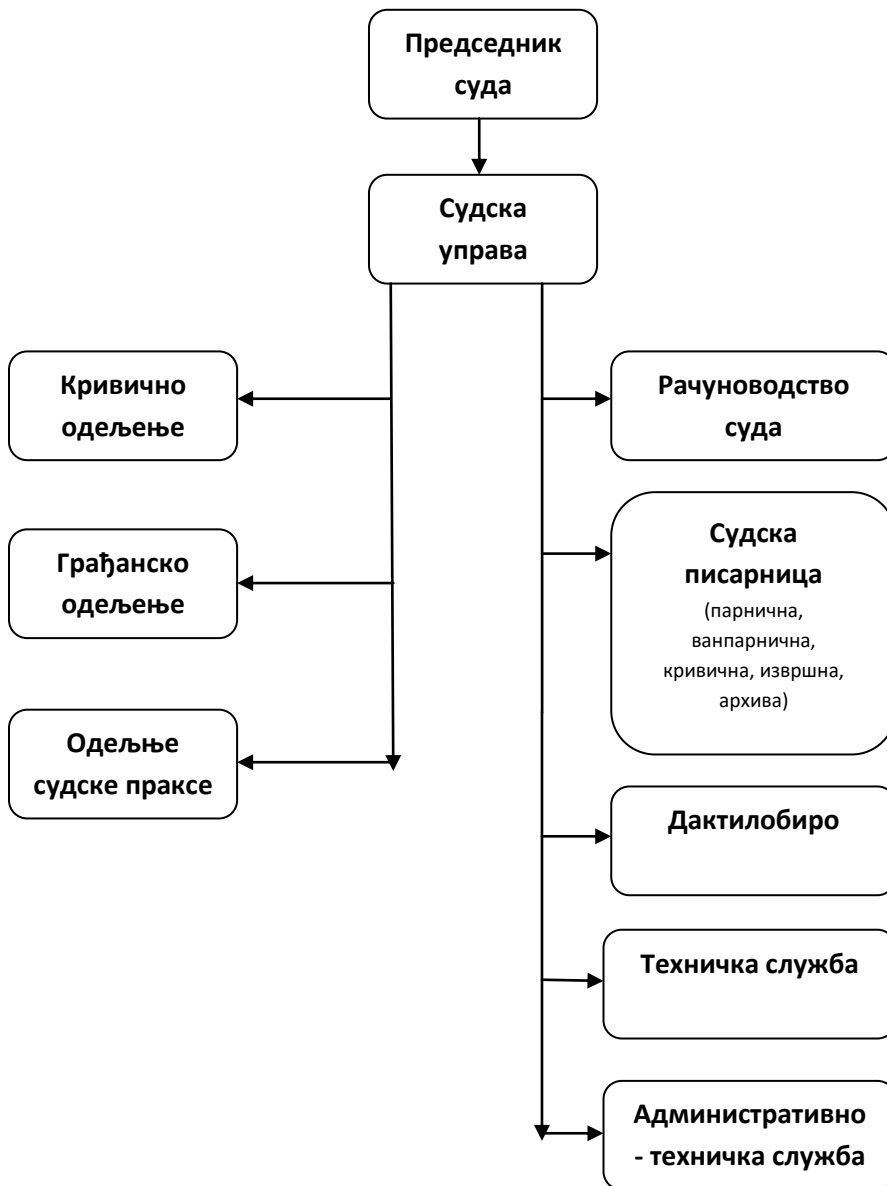 Председник
суда
Судска
управа
Кривично
одељење
Грађанско
одељење
Одељње
судске праксе
Рачуноводство
суда
Судска
писарница
(парнична,
ванпарнична,
кривична, извршна,
архива)
Дактилобиро
Техничка служба
Административно
- техничка служба